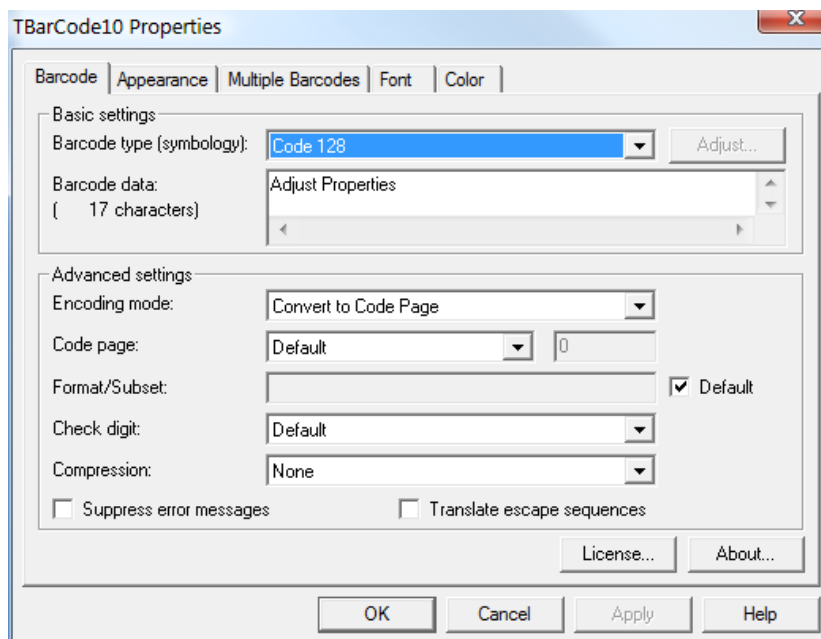 TBarCode10 Properties
Barcode Appearance Multiple Barcodes Font Color
Basic settings
Barcode type (symbology): Code 128 Adjust...
Barcode data: Adjust Properties
( 17 characters)
Advanced settings
Encoding mode: Convert to Code Page
Code page: Default 0
Format/Subset: Default
Check digit: Default
Compression: None
Suppress error messages Translate escape sequences
License... About...
OK Cancel Apply Help